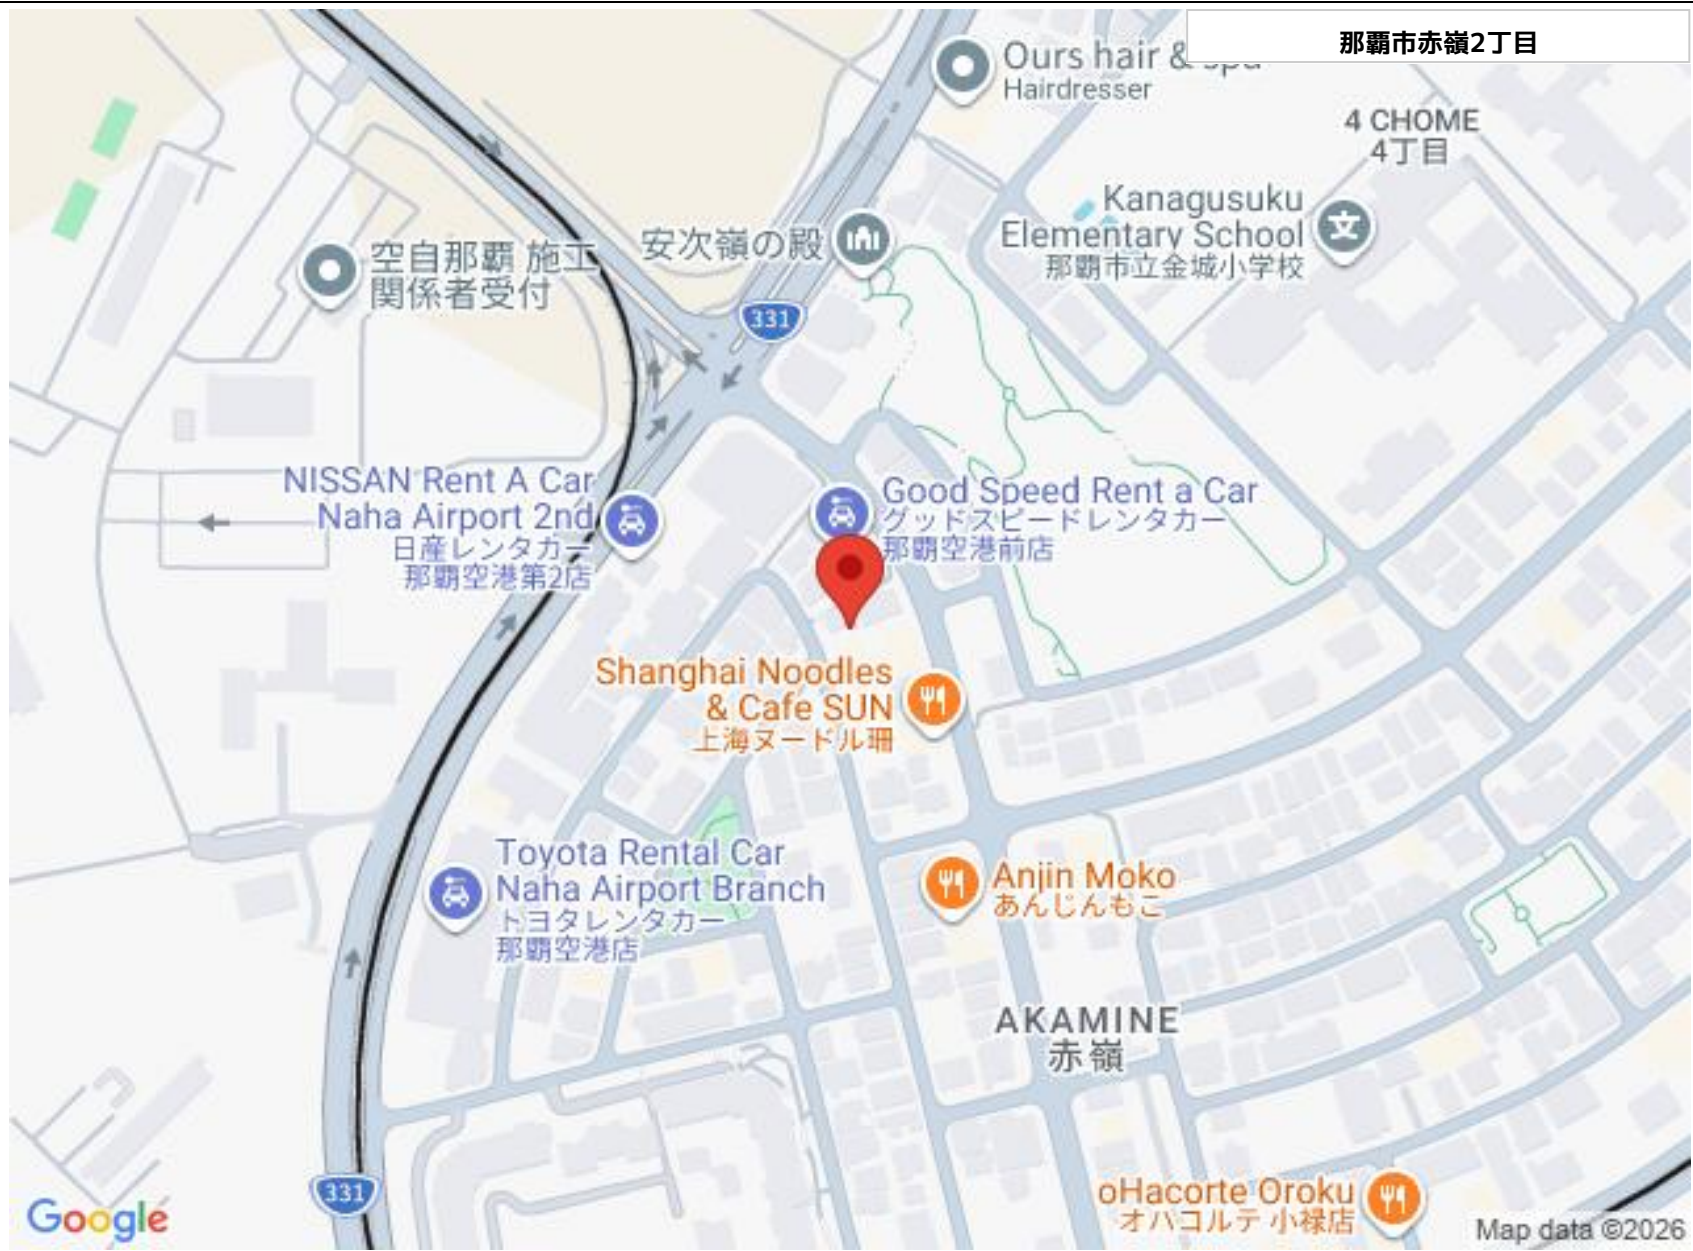 那覇市赤嶺2丁目
Ours hair & spa
Hairdresser
4 CHOME
4丁目
Kanagusuku
Elementary School
那覇市立金城小学校
安次嶺の殿
空自那覇 施工
関係者受付
331
NISSAN Rent A Car
Naha Airport 2nd
日産レンタカー
那覇空港第2店
Good Speed Rent a Car
グッドスピードレンタカー
那覇空港前店
Shanghai Noodles
& Cafe SUN
上海ヌードル珊
Toyota Rental Car
Naha Airport Branch
トヨタレンタカー
那覇空港店
Anjin Moko
あんじんもこ
AKAMINE
赤嶺
oHacorte Oroku
オハコルテ 小禄店
331
Google
Map data ©2026
文